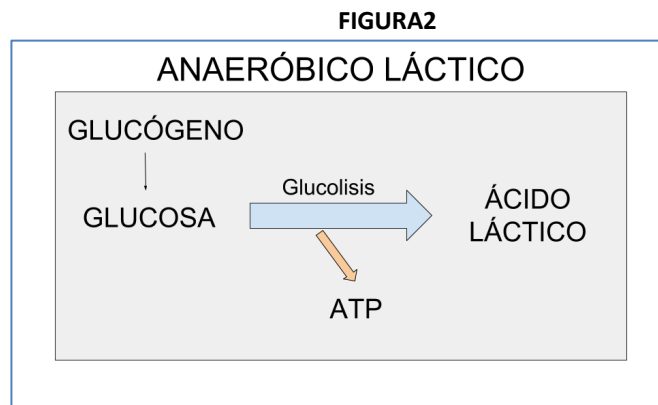 FIGURA2
ANAERÓBICO LÁCTICO
GLUCÓGENO
GLUCOSA
Glucolisis
ÁCIDO
LÁCTICO
ATP